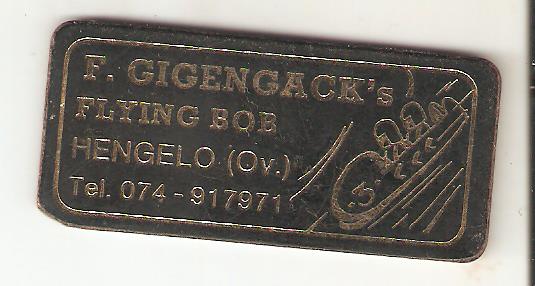 F. GIGENGACK's
FLYING BOB
HENGELO (Ov.)
Tel. 074-917971